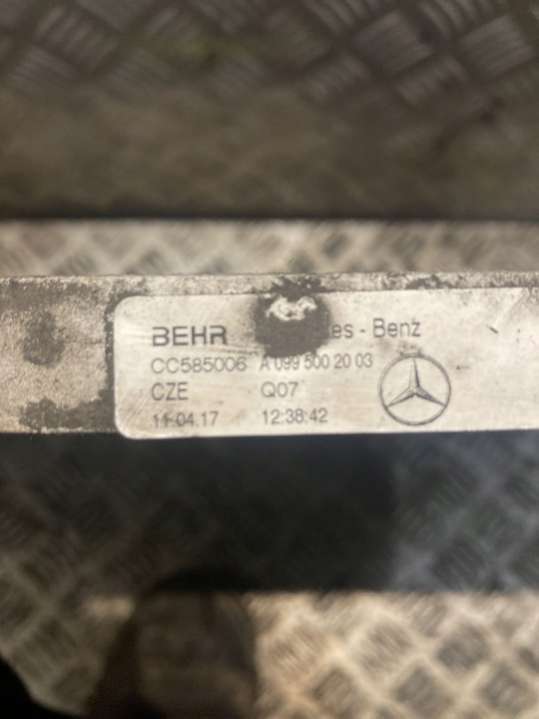 BEHR es - Benz
CC585006 A 099 500 20 03
CZE Q07
11.04.17 12:38:42